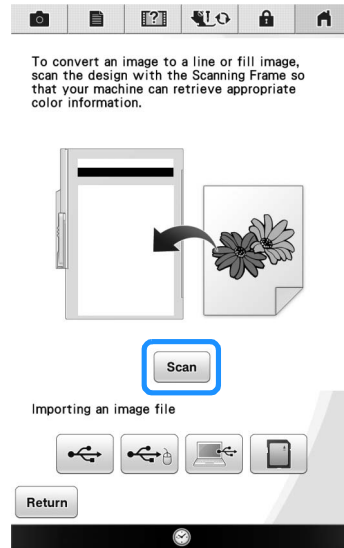 ?
To convert an image to a line or fill image,
scan the design with the Scanning Frame so
that your machine can retrieve appropriate
color information.
Scan
Importing an image file
Return